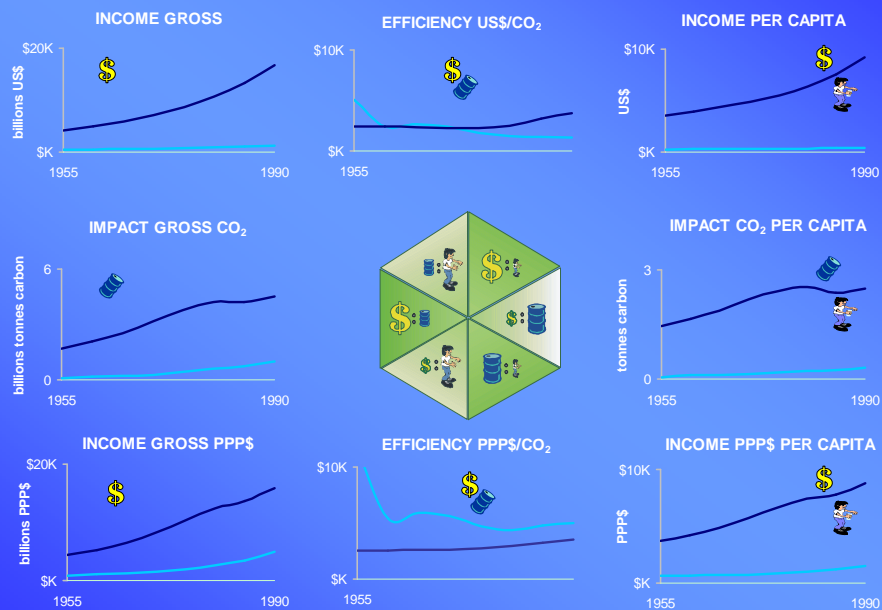 INCOME GROSS
$20K
billions US$
$K
1955
1990
EFFICIENCY US$/CO₂
$10K
$K
1955
INCOME PER CAPITA
$10K
US$
$K
1955
1990
IMPACT GROSS CO₂
6
billions tonnes carbon
0
1955
1990
IMPACT CO₂ PER CAPITA
3
tonnes carbon
0
1955
1990
INCOME GROSS PPP$
$20K
billions PPP$
$K
1955
1990
EFFICIENCY PPP$/CO₂
$10K
$K
1955
INCOME PPP$ PER CAPITA
$10K
PPP$
$K
1955
1990